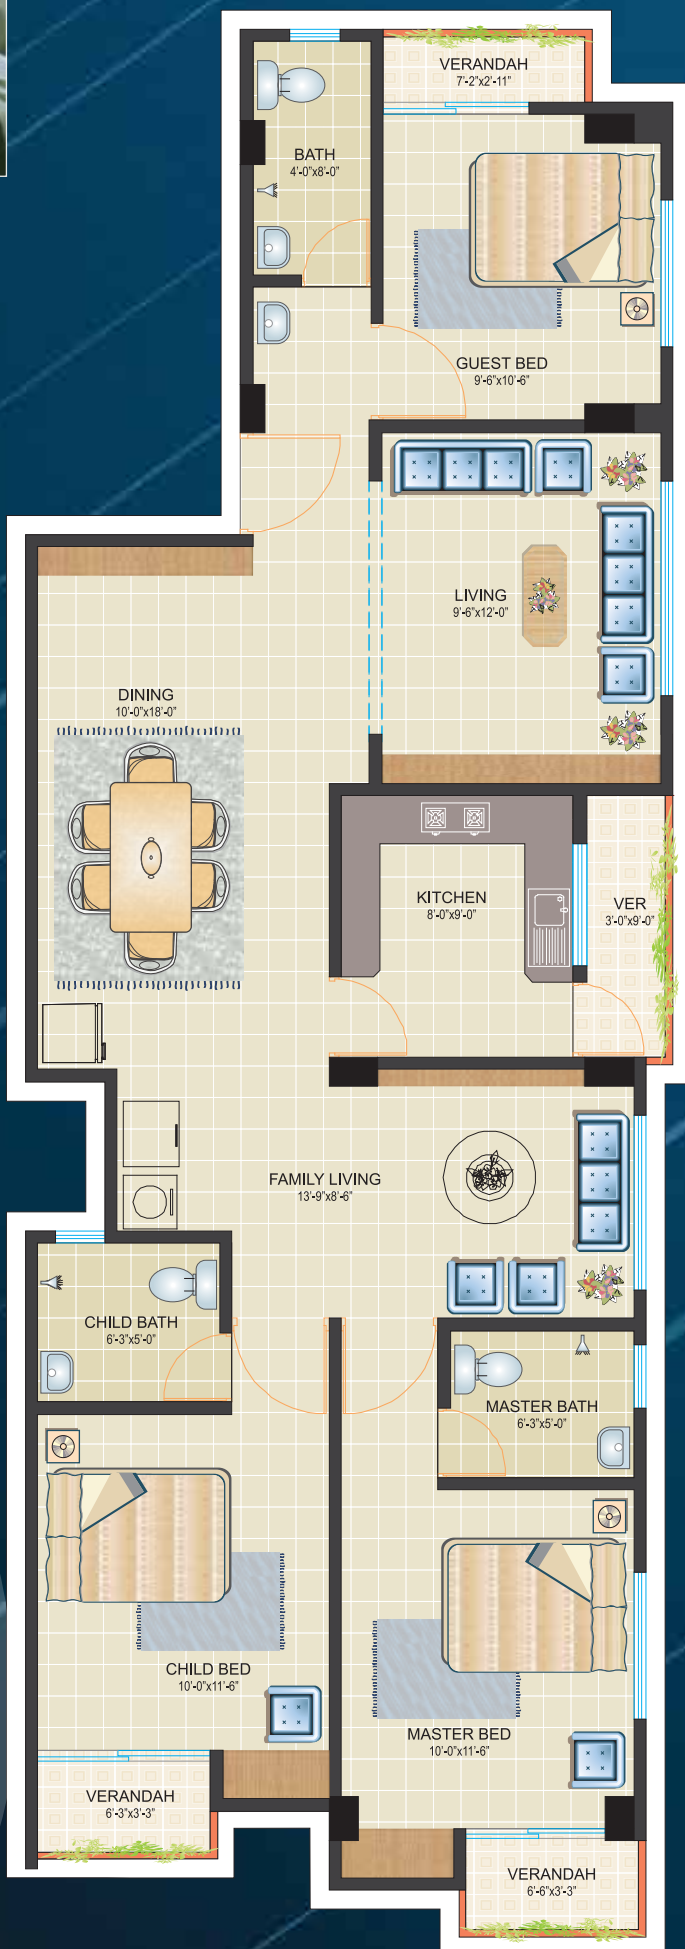 VERANDAH
7'-2"x2'-11"
BATH
4'-0"x8'-0"
GUEST BED
9'-6"x10'-6"
LIVING
9'-6"x12'-0"
DINING
10'-0"x18'-0"
KITCHEN
8'-0"x9'-0"
VER
3'-0"x9'-0"
FAMILY LIVING
13'-9"x8'-6"
CHILD BATH
6'-3"x5'-0"
MASTER BATH
6'-3"x5'-0"
CHILD BED
10'-0"x11'-6"
MASTER BED
10'-0"x11'-6"
VERANDAH
6'-3"x3'-3"
VERANDAH
6'-6"x3'-3"